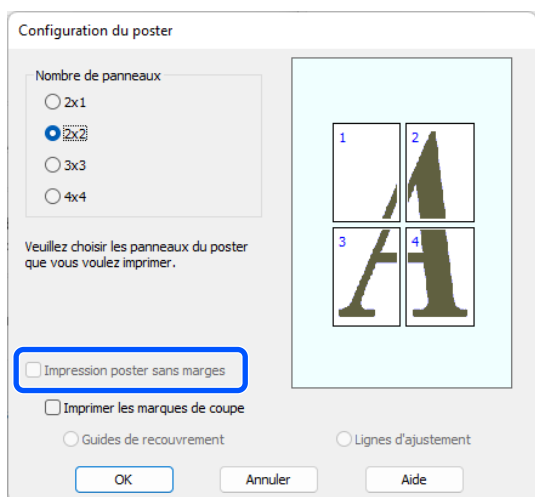 Configuration du poster
Nombre de panneaux
2x1
2x2
3x3
4x4
Veuillez choisir les panneaux du poster
que vous voulez imprimer.
1 2
3 4
Impression poster sans marges
Imprimer les marques de coupe
Guides de recouvrement Lignes d'ajustement
OK Annuler Aide